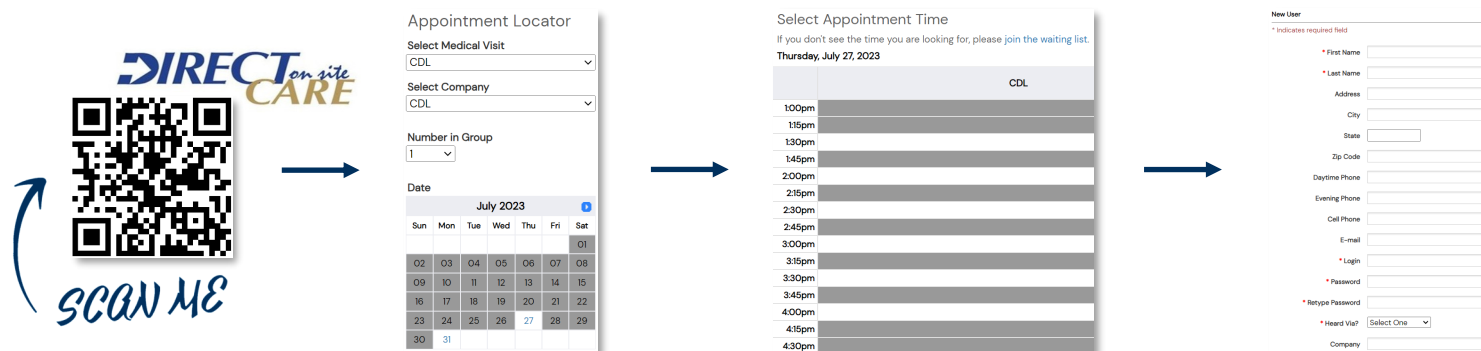 DIRECT
on site
CARE
SCAN ME
Appointment Locator
Select Medical Visit
CDL
Select Company
CDL
Number in Group
1
Date
July 2023
Sun Mon Tue Wed Thu Fri Sat
01
02 03 04 05 06 07 08
09 10 11 12 13 14 15
16 17 18 19 20 21 22
23 24 25 26 27 28 29
30 31
Select Appointment Time
If you don't see the time you are looking for, please join the waiting list.
Thursday, July 27, 2023
CDL
1:00pm
1:15pm
1:30pm
1:45pm
2:00pm
2:15pm
2:30pm
2:45pm
3:00pm
3:15pm
3:30pm
3:45pm
4:00pm
4:15pm
4:30pm
New User
* Indicates required field
* First Name
* Last Name
Address
City
State
Zip Code
Daytime Phone
Evening Phone
Cell Phone
E-mail
* Login
* Password
* Retype Password
* Heard Via? Select One
Company